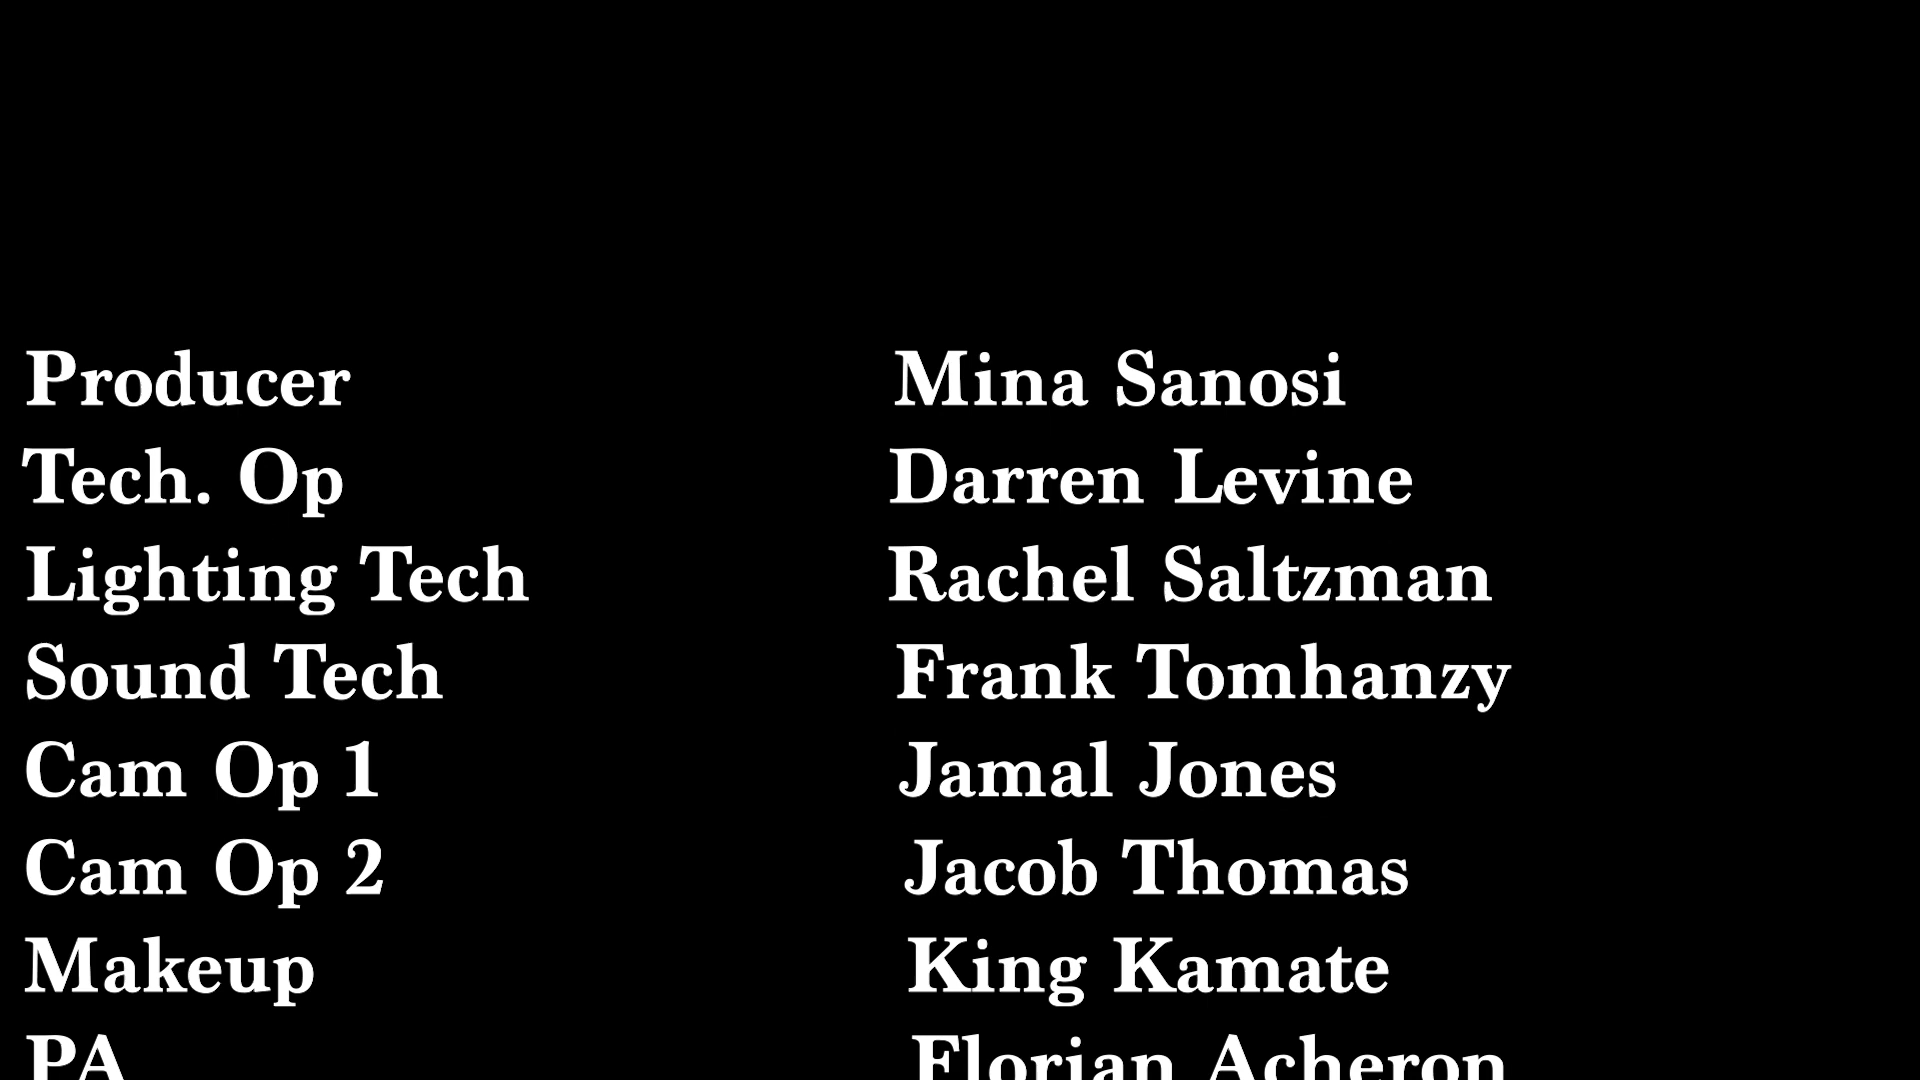 Producer Mina Sanosi
Tech. Op Darren Levine
Lighting Tech Rachel Saltzman
Sound Tech Frank Tomhanzy
Cam Op 1 Jamal Jones
Cam Op 2 Jacob Thomas
Makeup King Kamate
PA Florian Acheron